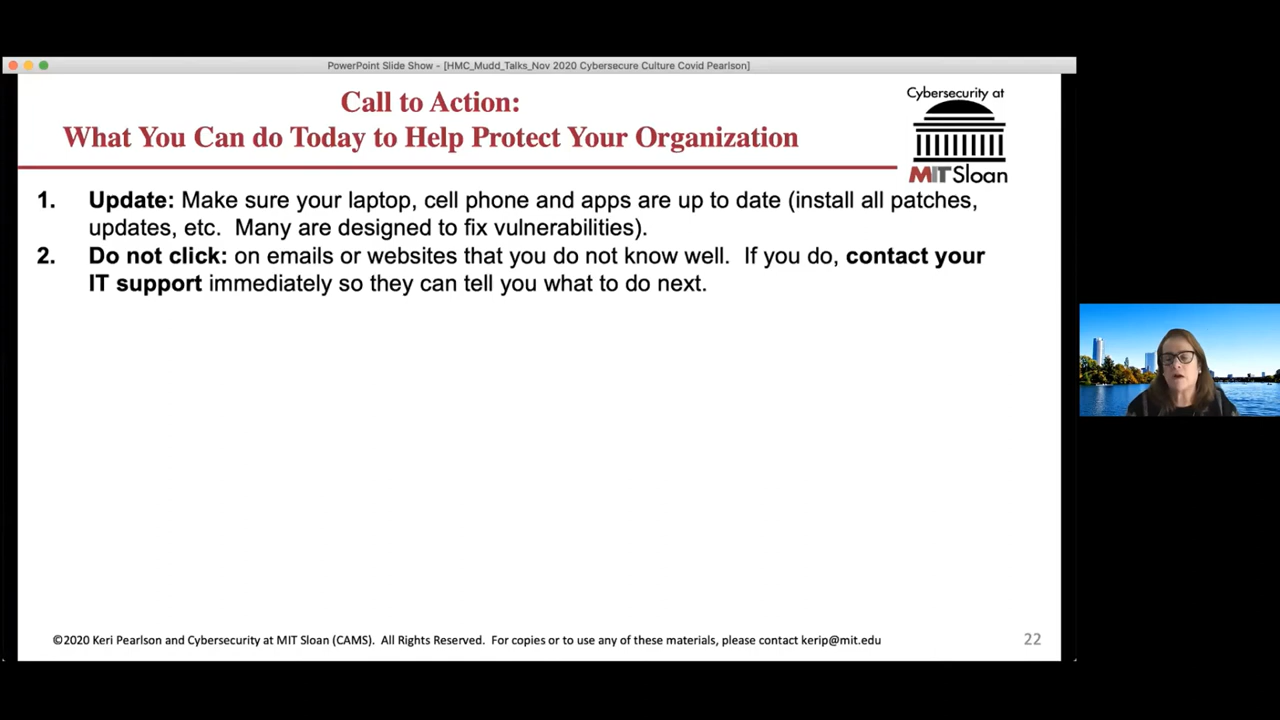 PowerPoint Slide Show - [HMC_Mudd_Talks_Nov 2020 Cybersecure Culture Covid Pearlson]
Call to Action:
What You Can do Today to Help Protect Your Organization
Cybersecurity at
MIT Sloan
1. Update: Make sure your laptop, cell phone and apps are up to date (install all patches,
updates, etc.  Many are designed to fix vulnerabilities).
2. Do not click: on emails or websites that you do not know well.  If you do, contact your
IT support immediately so they can tell you what to do next.
©2020 Keri Pearlson and Cybersecurity at MIT Sloan (CAMS).  All Rights Reserved.  For copies or to use any of these materials, please contact kerip@mit.edu
22